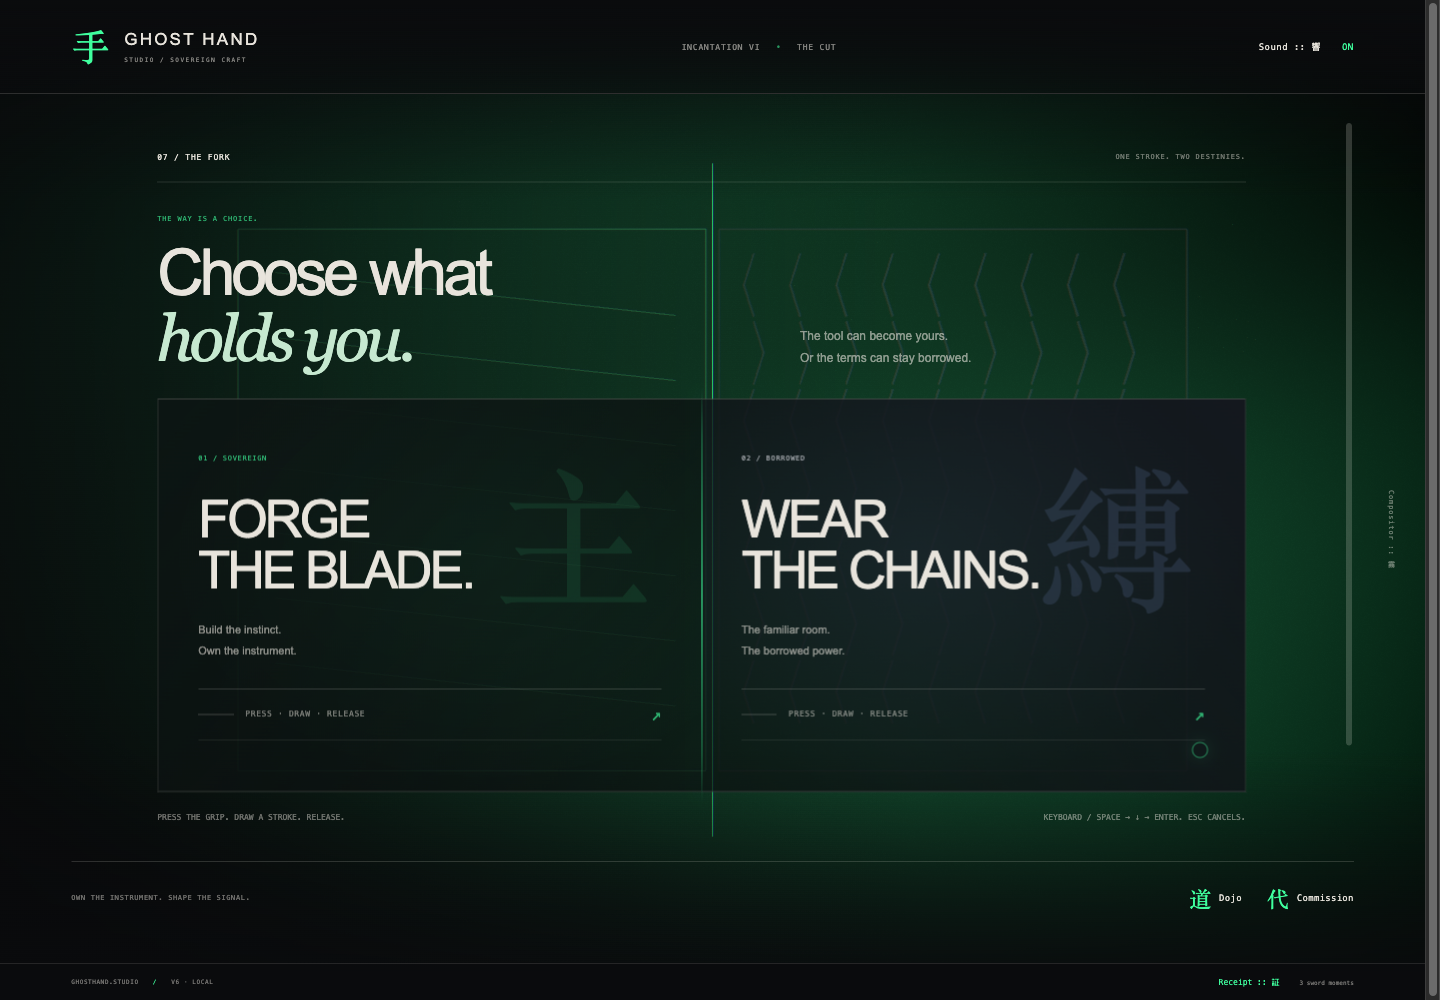 手 GHOST HAND
STUDIO / SOVEREIGN CRAFT
INCANTATION VI • THE CUT
Sound :: 響 ON
07 / THE FORK
ONE STROKE. TWO DESTINIES.
THE WAY IS A CHOICE.
Choose what
holds you.
The tool can become yours.
Or the terms can stay borrowed.
01 / SOVEREIGN
主
FORGE
THE BLADE.
Build the instinct.
Own the instrument.
PRESS · DRAW · RELEASE ↗
02 / BORROWED
縛
WEAR
THE CHAINS.
The familiar room.
The borrowed power.
PRESS · DRAW · RELEASE ↗
PRESS THE GRIP. DRAW A STROKE. RELEASE.
KEYBOARD / SPACE → ↓ → ENTER. ESC CANCELS.
Compositor ::
OWN THE INSTRUMENT. SHAPE THE SIGNAL.
道 Dojo
代 Commission
GHOSTHAND.STUDIO / V6 · LOCAL
Receipt :: 証
3 sword moments